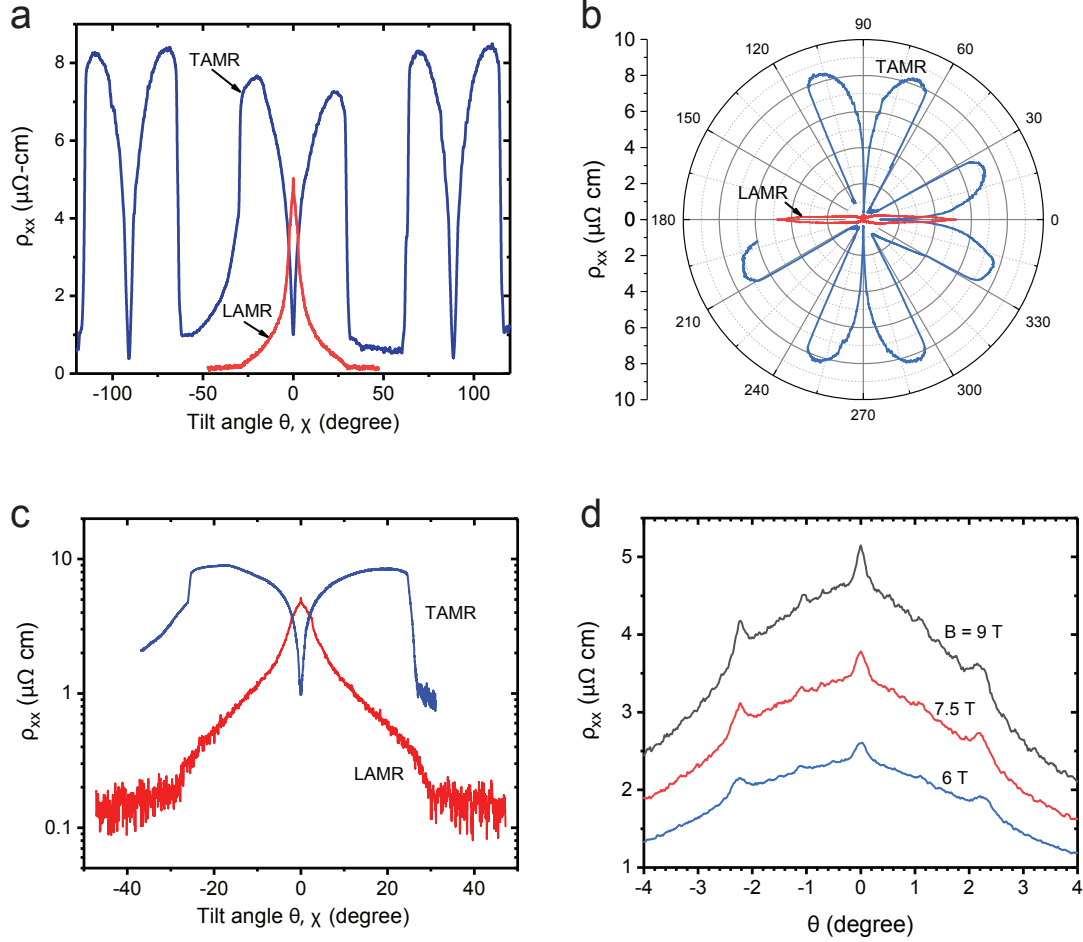 a
TAMR
LAMR
ρxx (μΩ-cm)
8
6
4
2
0
-100 -50 0 50 100
Tilt angle θ, χ (degree)
b
90
120 60
150 30
180 0
210 330
240 300
270
10
8
6
4
2
0
2
4
6
8
10
ρxx (μΩ cm)
TAMR
LAMR
c
10
1
0.1
ρxx (μΩ cm)
TAMR
LAMR
-40 -20 0 20 40
Tilt angle θ, χ (degree)
d
5
4
3
2
1
ρxx (μΩ cm)
B = 9 T
7.5 T
6 T
-4 -3 -2 -1 0 1 2 3 4
θ (degree)